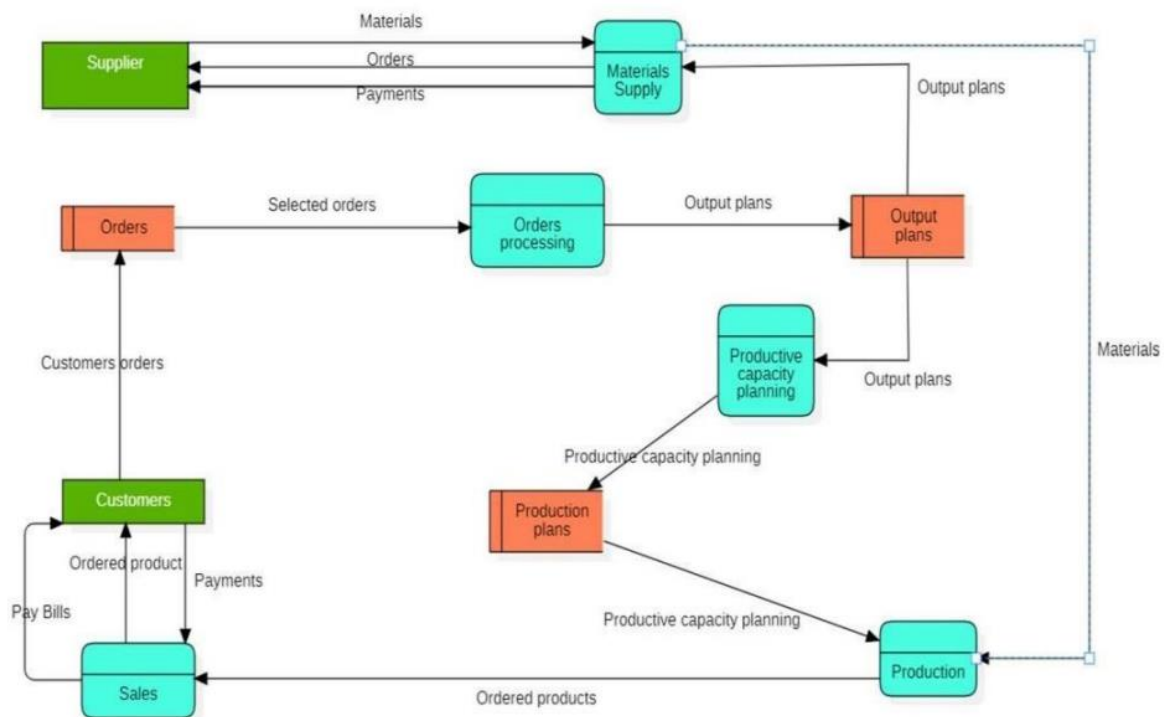 Materials
Supplier
Orders
Materials
Supply
Payments
Output plans
Selected orders
Output plans
Orders
Orders
processing
Output
plans
Customers orders
Productive
capacity
planning
Output plans
Materials
Productive capacity planning
Customers
Production
plans
Ordered product
Payments
Pay Bills
Productive capacity planning
Sales
Ordered products
Production